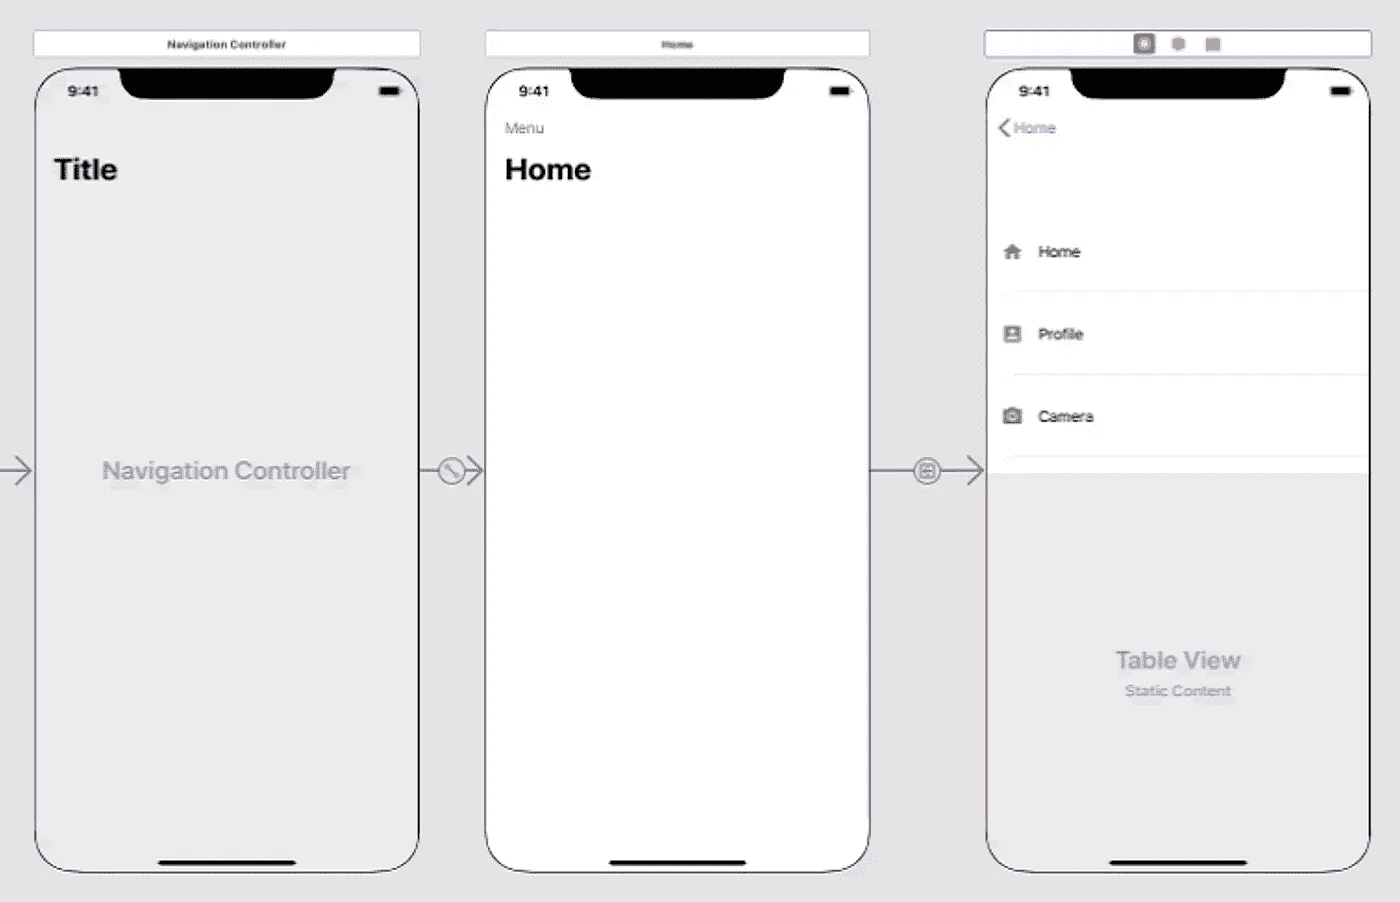 Navigation Controller
9:41
Title
Navigation Controller
Home
9:41
Menu
Home
9:41
Home
Home
Profile
Camera
Table View
Static Content